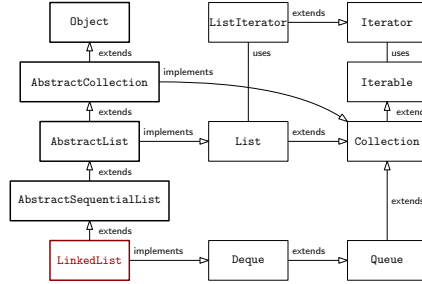 Object
ListIterator
extends
Iterator
extends
uses
uses
AbstractCollection
implements
Iterable
extends
extends
AbstractList
implements
List
extends
Collection
extends
AbstractSequentialList
extends
extends
LinkedList
implements
Deque
extends
Queue